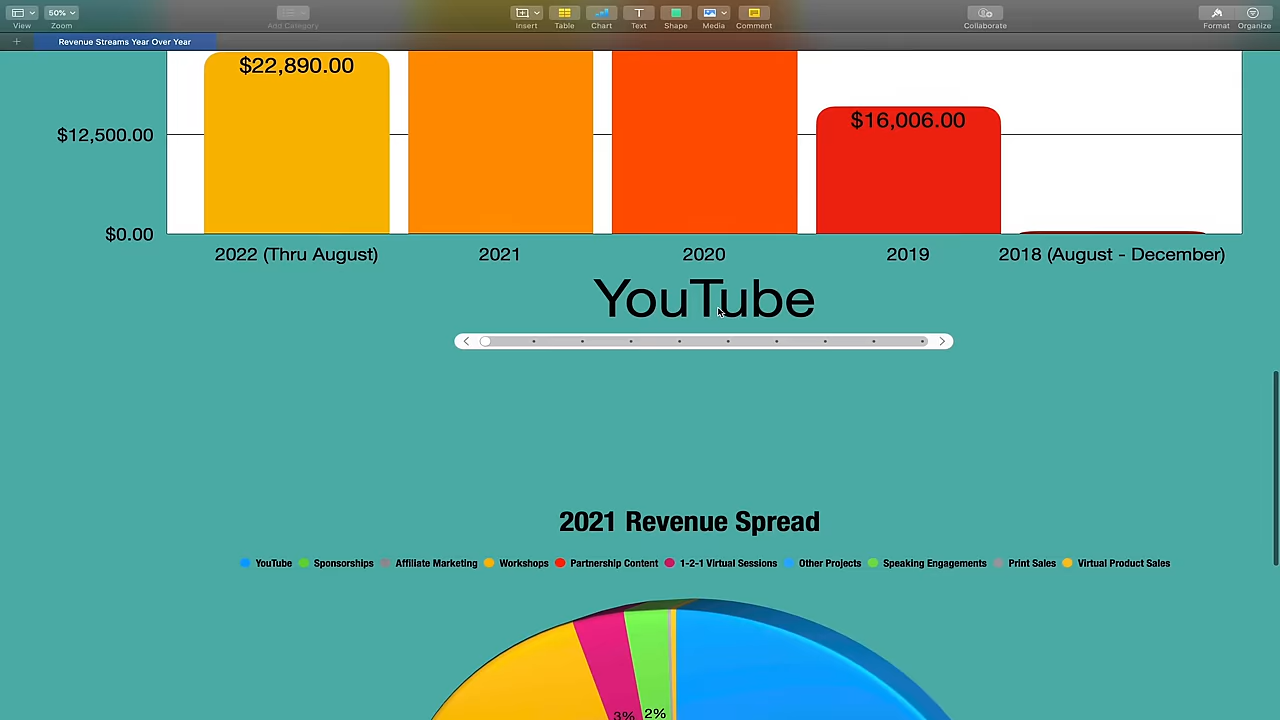 50%
View
Zoom
Add Category
Insert
Table
Chart
Text
Shape
Media
Comment
Collaborate
Format
Organize
Revenue Streams Year Over Year
$22,890.00
$12,500.00
$16,006.00
$0.00
2022 (Thru August)
2021
2020
2019
2018 (August - December)
YouTube
2021 Revenue Spread
YouTube
Sponsorships
Affiliate Marketing
Workshops
Partnership Content
1-2-1 Virtual Sessions
Other Projects
Speaking Engagements
Print Sales
Virtual Product Sales
3%
2%